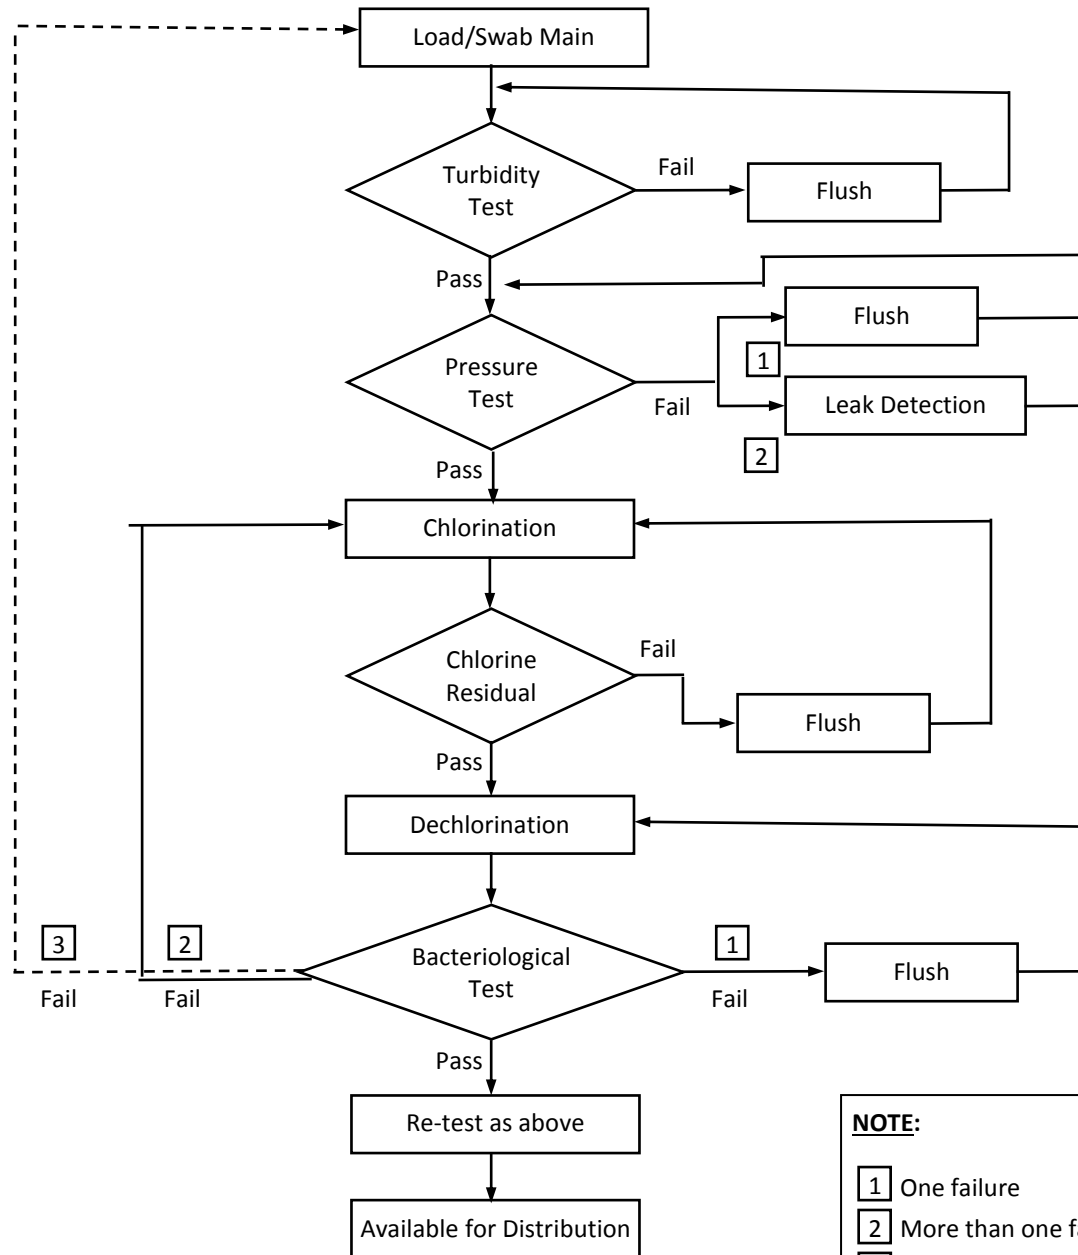 Load/Swab Main
Turbidity
Test
Fail
Flush
Pass
Flush
1
Pressure
Test
Fail
Leak Detection
2
Pass
Chlorination
Chlorine
Residual
Fail
Flush
Pass
Dechlorination
3
2
Bacteriological
Test
1
Flush
Fail
Fail
Fail
Pass
Re-test as above
NOTE:
1 One failure
2 More than one
Available for Distribution